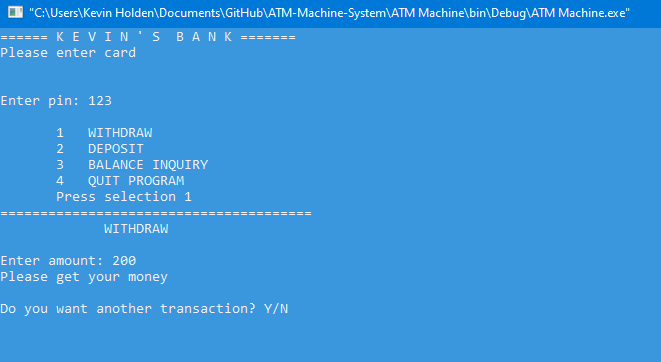 "C:\Users\Kevin Holden\Documents\GitHub\ATM-Machine-System\ATM Machine\bin\Debug\ATM Machine.exe"
====== K E V I N ' S  B A N K =======
Please enter card
Enter pin: 123
1   WITHDRAW
2   DEPOSIT
3   BALANCE INQUIRY
4   QUIT PROGRAM
Press selection 1
=======================================
WITHDRAW
Enter amount: 200
Please get your money
Do you want another transaction? Y/N